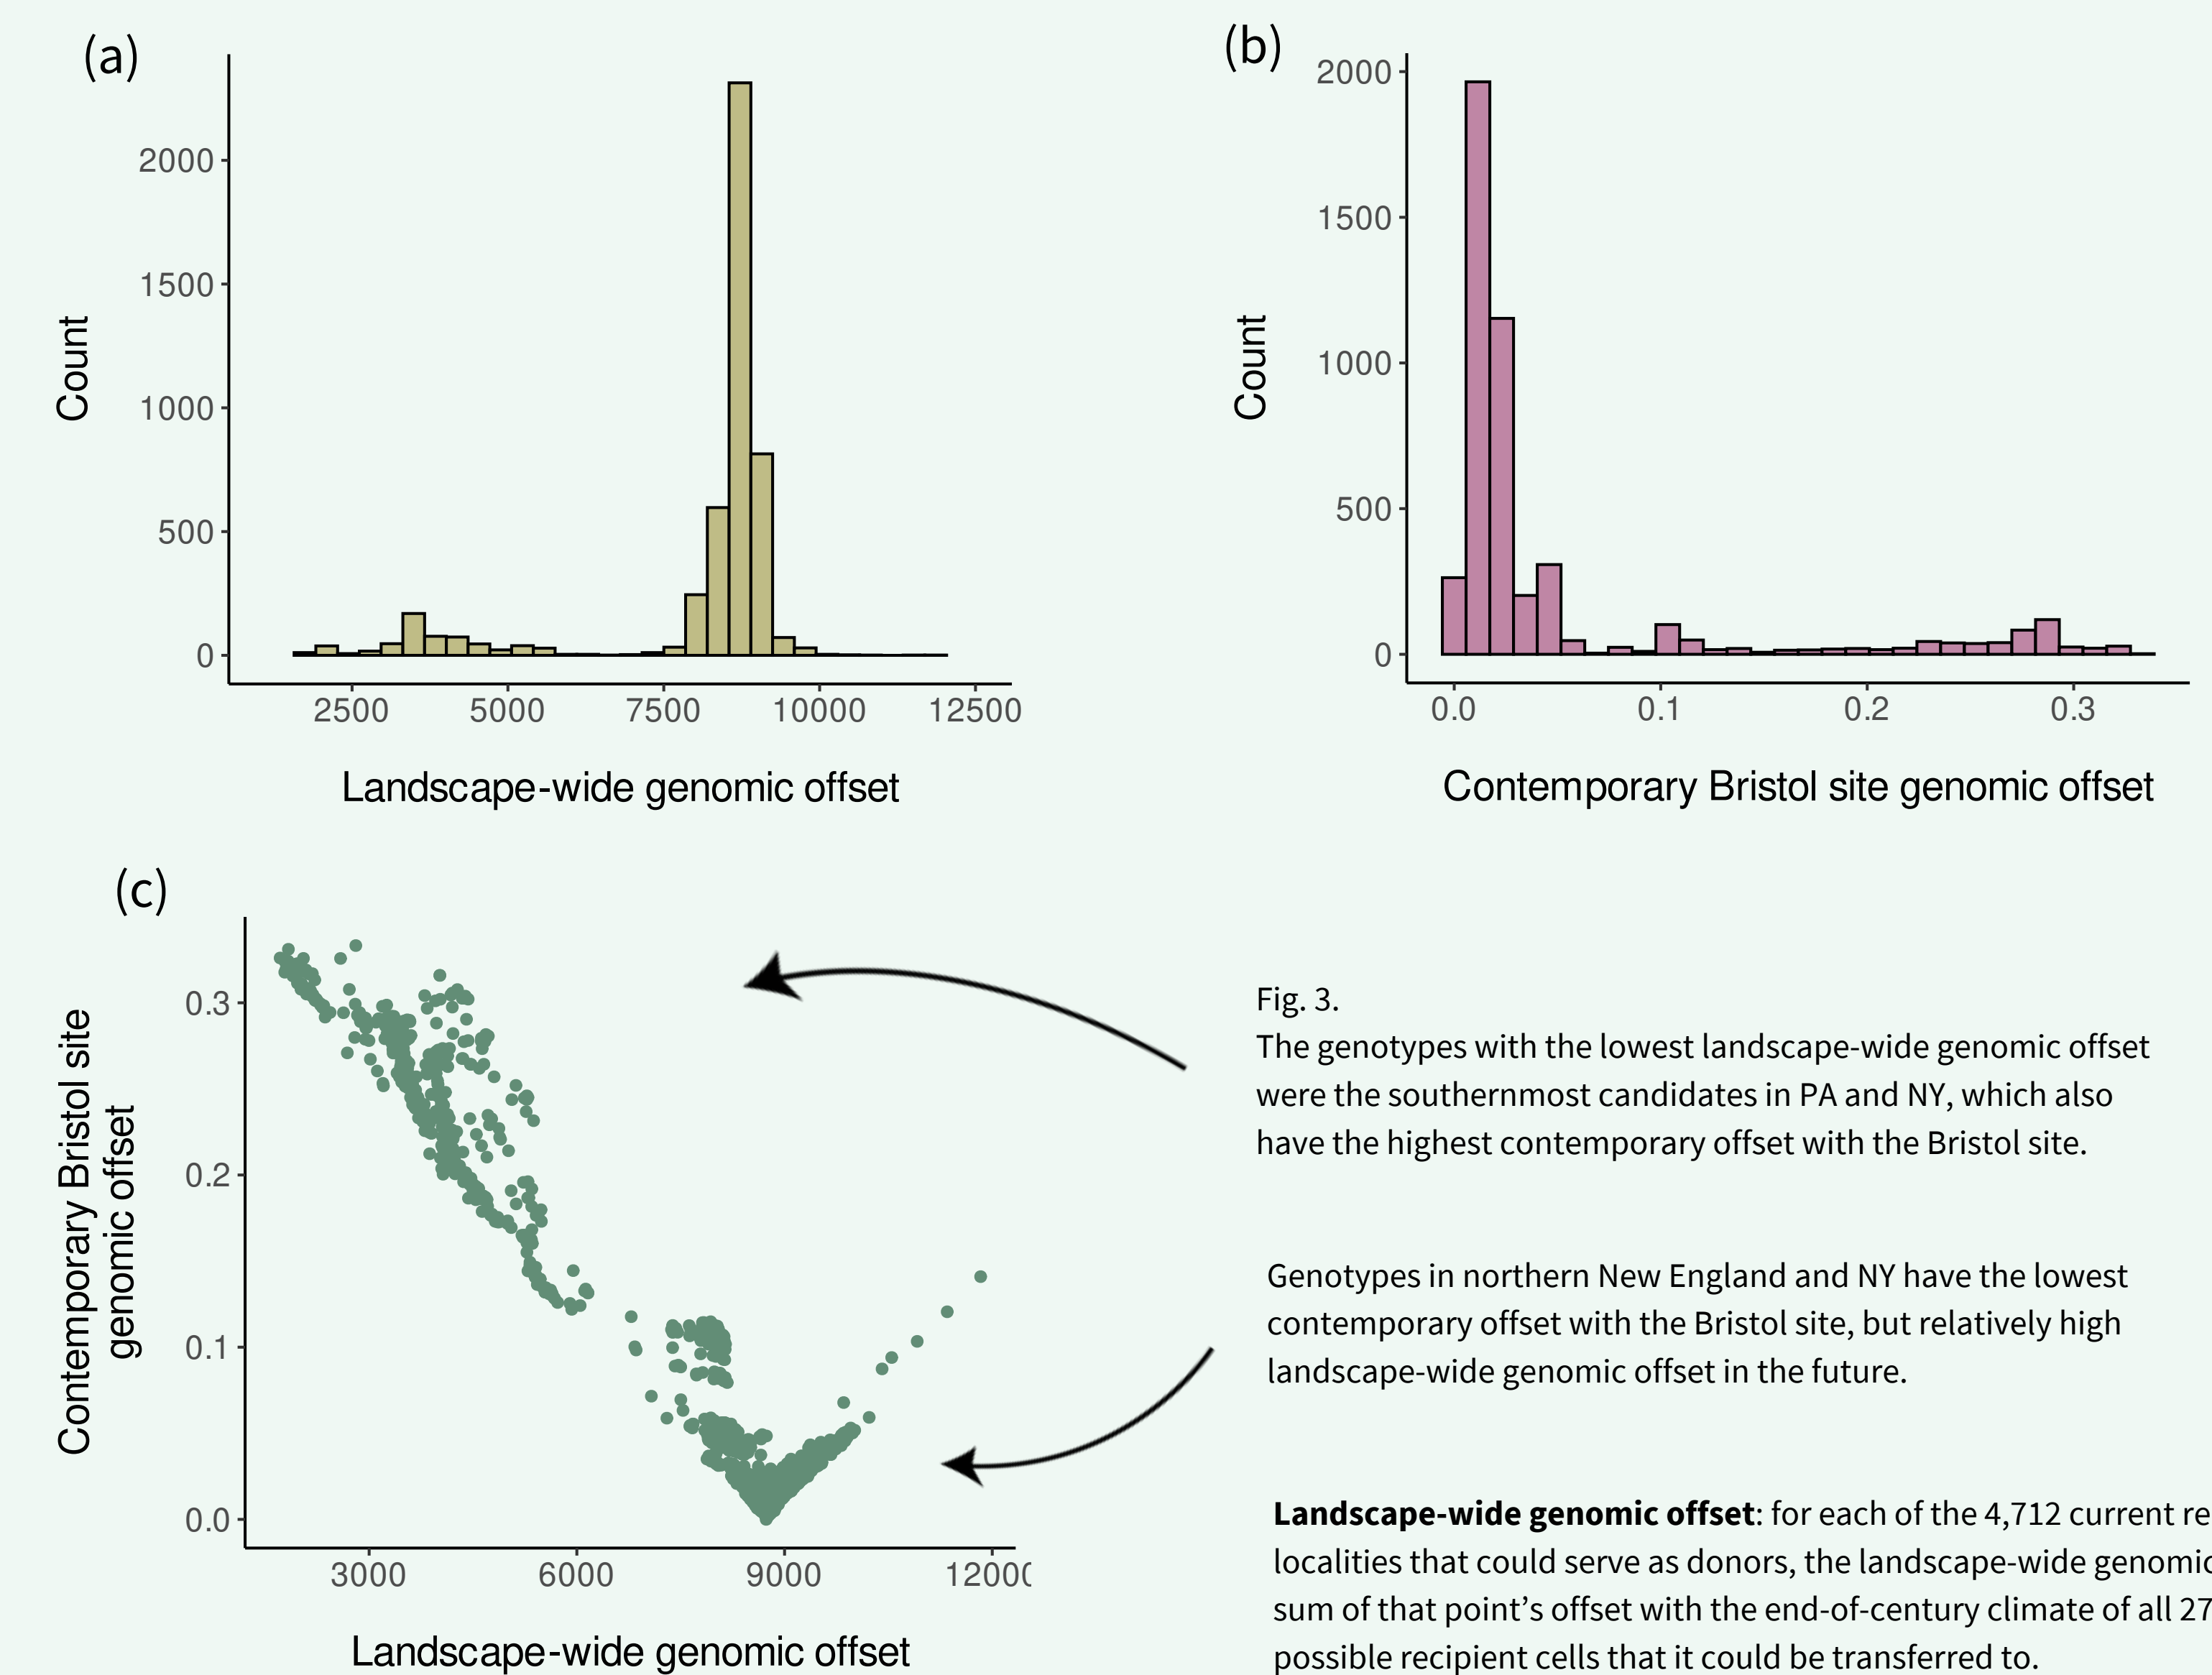 (a)
Count
2000
1500
1000
500
0
2500 5000 7500 10000 12500
Landscape-wide genomic offset
(b)
Count
2000
1500
1000
500
0
0.0 0.1 0.2 0.3
Contemporary Bristol site genomic offset
(c)
Contemporary Bristol site
genomic offset
0.3
0.2
0.1
0.0
3000 6000 9000
Landscape-wide genomic offset
Fig. 3.
The genotypes with the lowest landscape-wide genomic offset
were the southernmost candidates in PA and NY, which also
have the highest contemporary offset with the Bristol site.
Genotypes in northern New England and NY have the lowest
contemporary offset with the Bristol site, but relatively high
landscape-wide genomic offset in the future.
Landscape-wide genomic offset: for each of the 4,712 current
localities that could serve as donors, the landscape-wide
sum of that point's offset with the end-of-century climate of all
possible recipient cells that it could be transferred to.